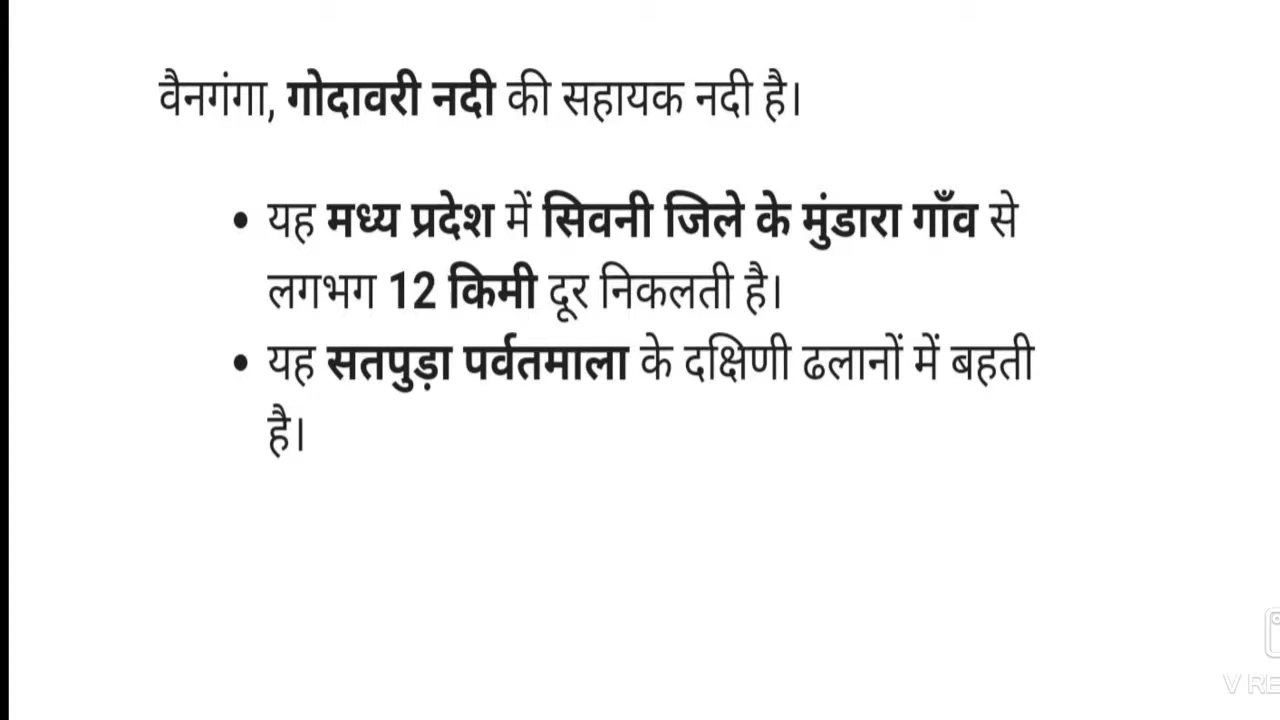 वैनगंगा, गोदावरी नदी की सहायक नदी है।
• यह मध्य प्रदेश में सिवनी जिले के मुंडारा गाँव से
लगभग 12 किमी दूर निकलती है।
• यह सतपुड़ा पर्वतमाला के दक्षिणी ढलानों में बहती
है।
V RE